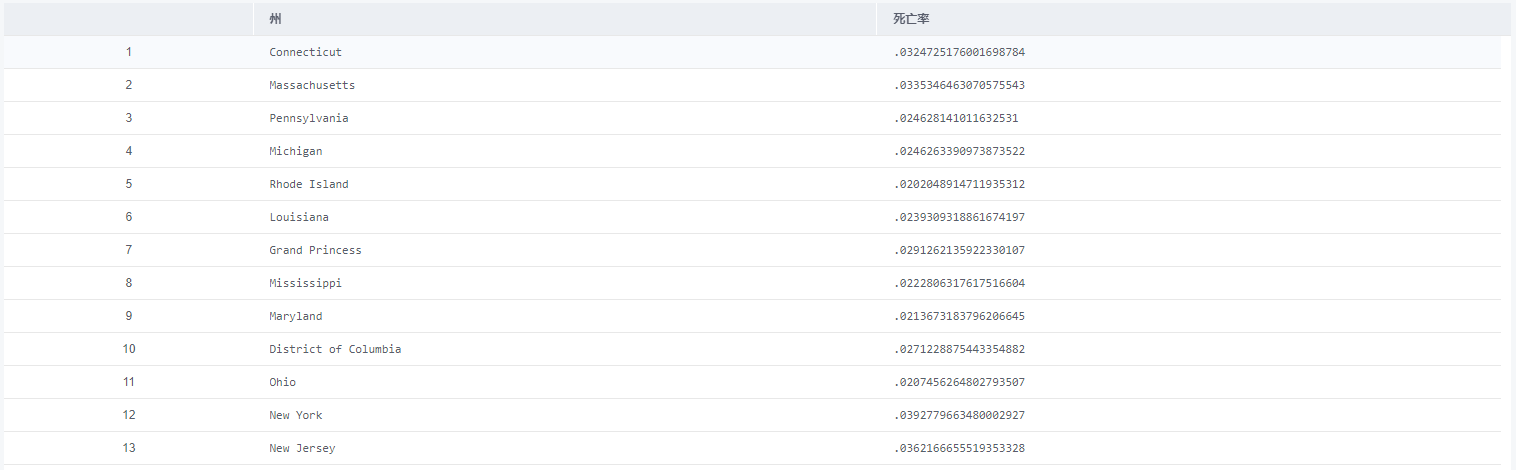 州 死亡率
1 Connecticut .0324725176001698784
2 Massachusetts .0335346463070575543
3 Pennsylvania .024628141011632531
4 Michigan .0246263390973873522
5 Rhode Island .0202048914711935312
6 Louisiana .0239309318861674197
7 Grand Princess .0291262135922330107
8 Mississippi .0222806317617516604
9 Maryland .0213673183796206645
10 District of Columbia .0271228875443354882
11 Ohio .0207456264802793507
12 New York .0392779663480002927
13 New Jersey .0362166655519353328